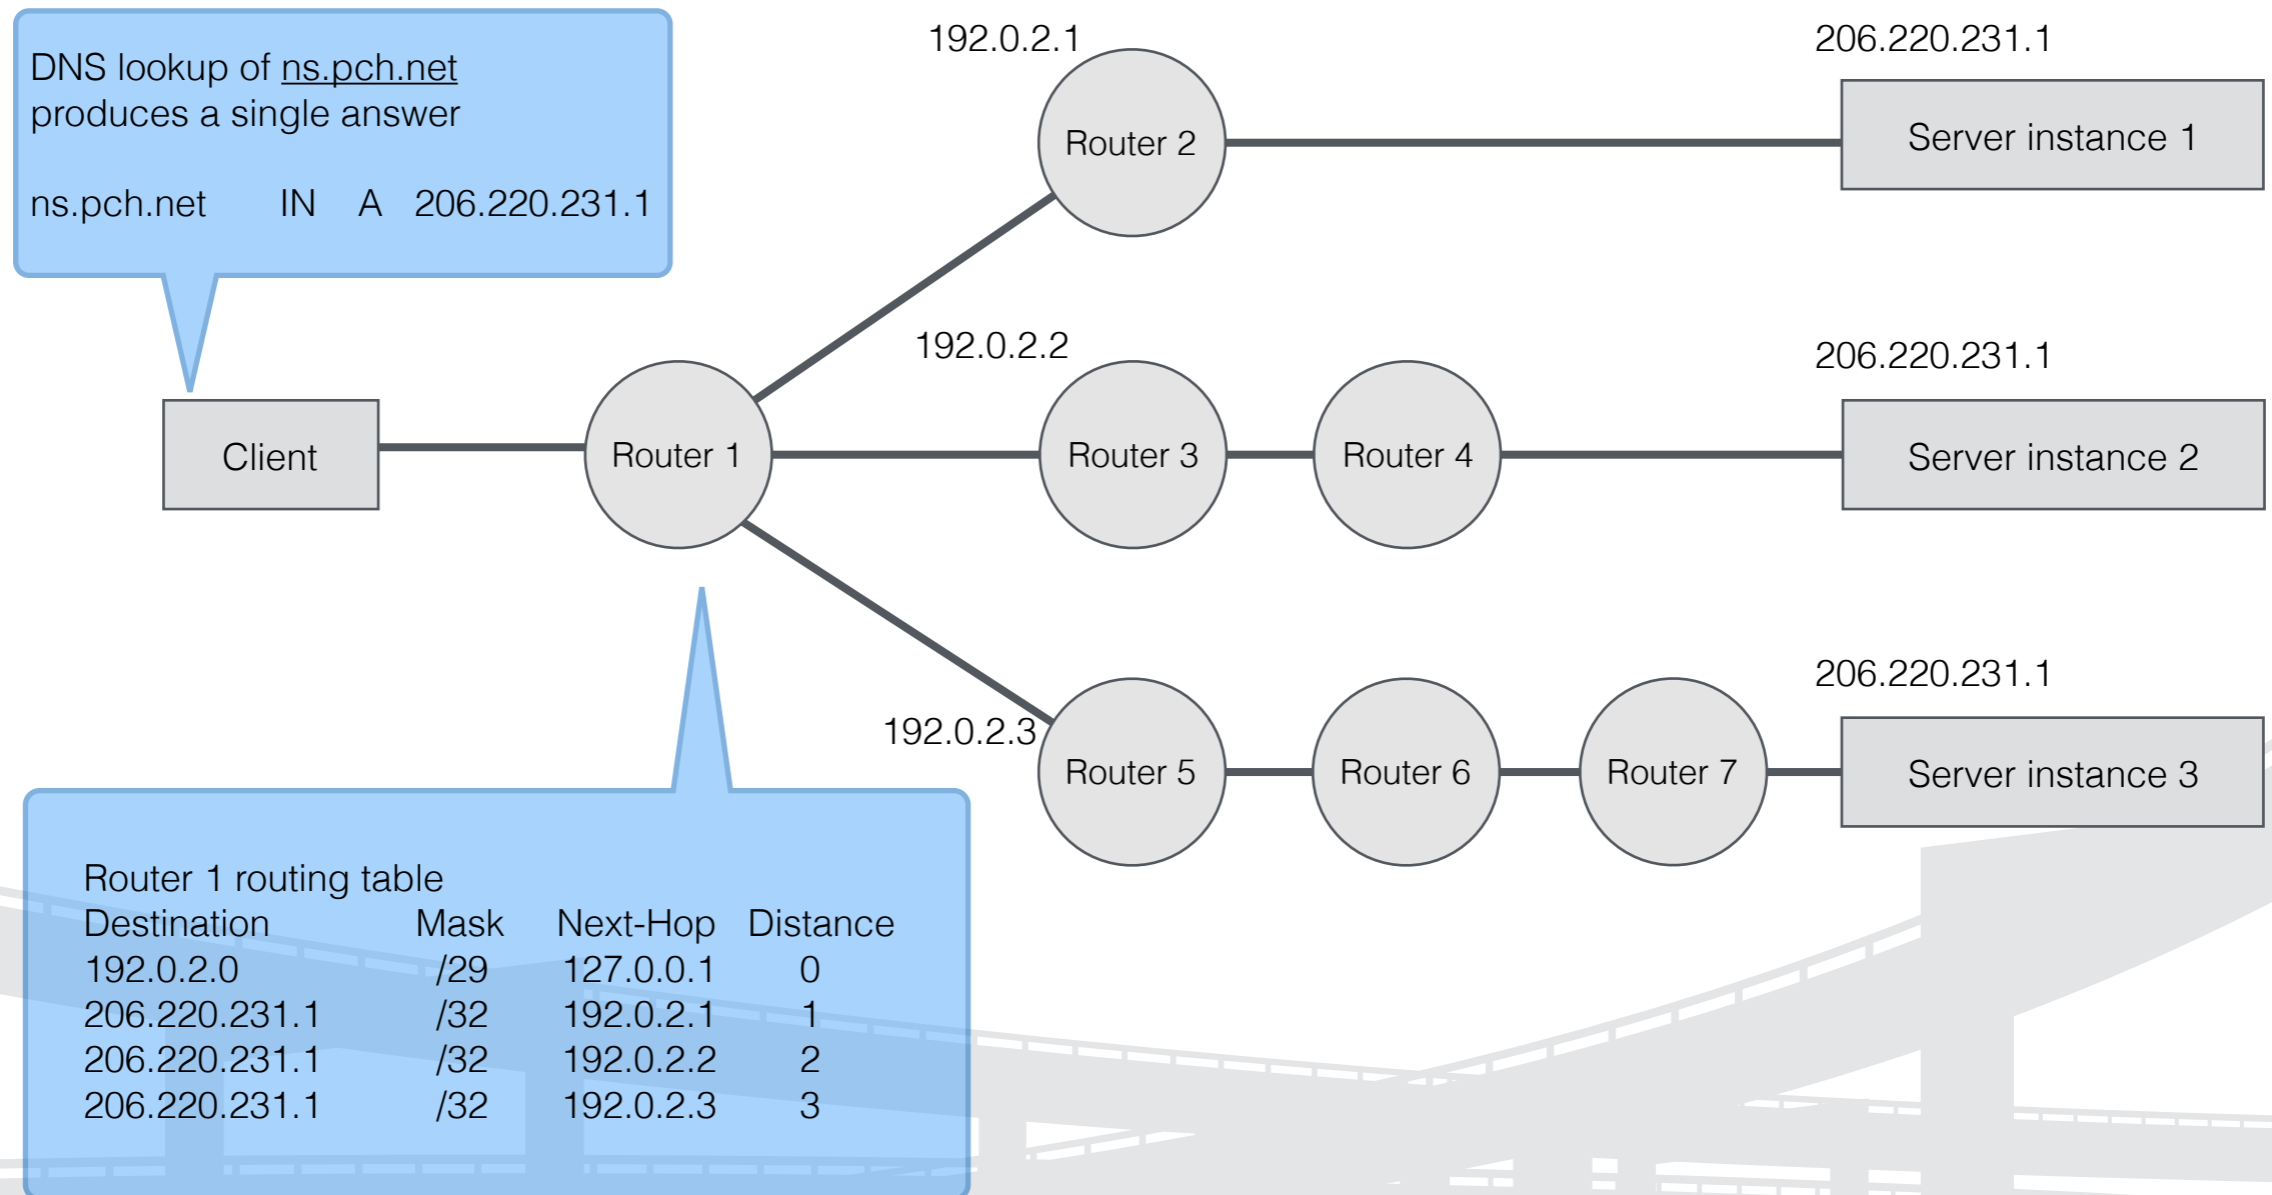 DNS lookup of ns.pch.net
produces a single answer
ns.pch.net IN A 206.220.231.1
192.0.2.1
206.220.231.1
Router 2
Server instance 1
192.0.2.2
206.220.231.1
Client
Router 1
Router 3
Router 4
Server instance 2
192.0.2.3
206.220.231.1
Router 5
Router 6
Router 7
Server instance 3
Router 1 routing table
Destination Mask Next-Hop Distance
192.0.2.0 /29 127.0.0.1 0
206.220.231.1 /32 192.0.2.1 1
206.220.231.1 /32 192.0.2.2 2
206.220.231.1 /32 192.0.2.3 3